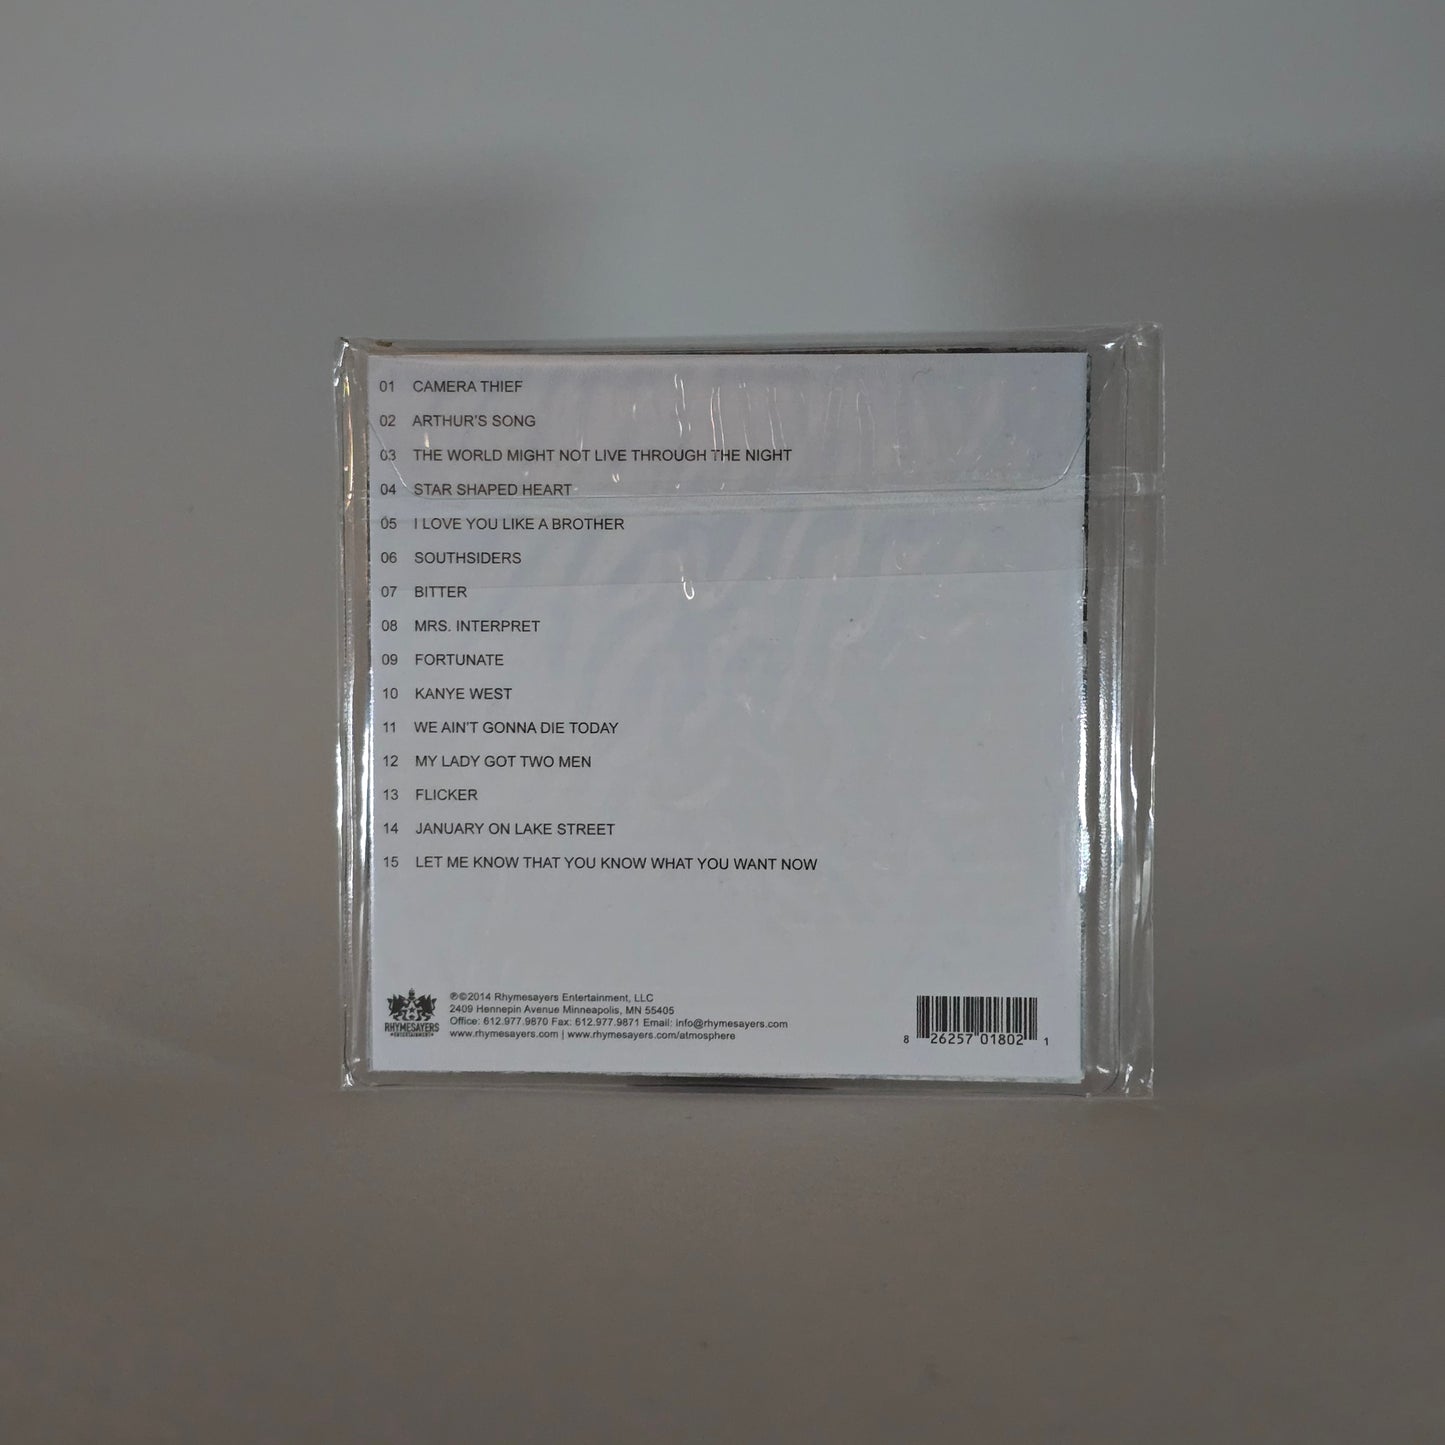 01 CAMERA THIEF
02 ARTHUR'S SONG
03 THE WORLD MIGHT NOT LIVE THROUGH THE NIGHT
04 STAR SHAPED HEART
05 I LOVE YOU LIKE A BROTHER
06 SOUTHSIDERS
07 BITTER
08 MRS. INTERPRET
09 FORTUNATE
10 KANYE WEST
11 WE AIN'T GONNA DIE TODAY
12 MY LADY GOT TWO MEN
13 FLICKER
14 JANUARY ON LAKE STREET
15 LET ME KNOW THAT YOU KNOW WHAT YOU WANT NOW
RHYMESAYERS
ENTERTAINMENT
℗©2014 Rhymesayers Entertainment, LLC
2409 Hennepin Avenue Minneapolis, MN 55405
Office: 612.977.9870 Fax: 612.977.9871 Email: info@rhymesayers.com
www.rhymesayers.com | www.rhymesayers.com/atmosphere
8 26257 01802 1